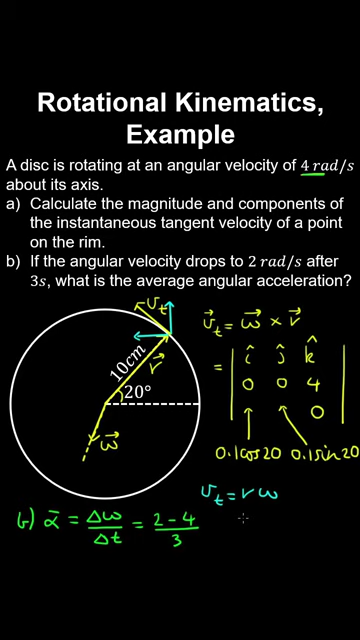 Rotational Kinematics,
Example
A disc is rotating at an angular velocity of 4 rad/s
about its axis.
a) Calculate the magnitude and components of
the instantaneous tangent velocity of a point
on the rim.
b) If the angular velocity drops to 2 rad/s after
3s, what is the average angular acceleration?
v⃗t
10cm
r⃗
20°
ω⃗
v⃗t = ω⃗ × r⃗
= | î ĵ k̂ |
| 0 0 4 |
| 0 |
0.1cos20 0.1sin20
vt = r ω
b) ᾱ = Δω/Δt = 2-4/3